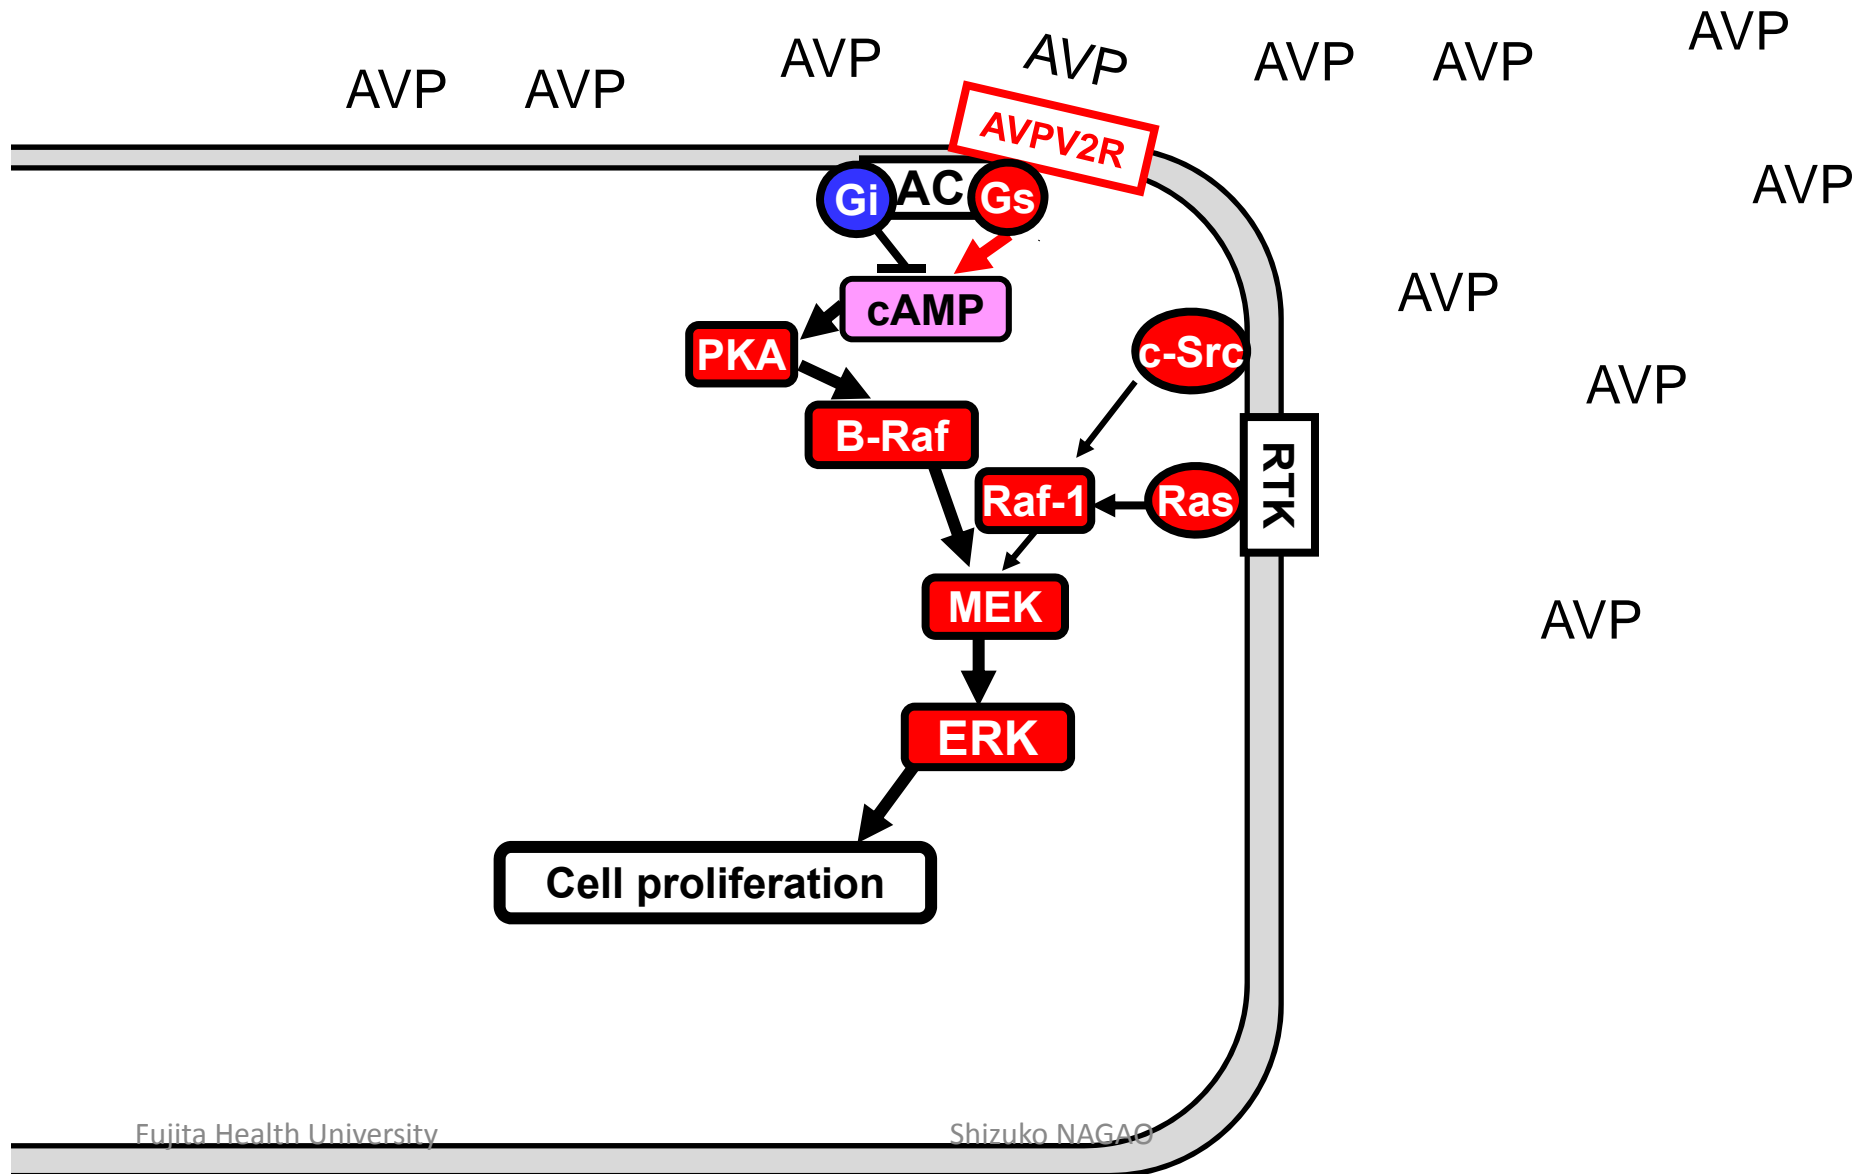 AVP
AVP
AVP
AVP
AVP
AVP
AVP
AVPV2R
Gi
AC
Gs
AVP
cAMP
AVP
PKA
c-Src
AVP
B-Raf
Raf-1
Ras
RTK
MEK
AVP
ERK
Cell proliferation
Fujita Health University
Shizuko NAGAO